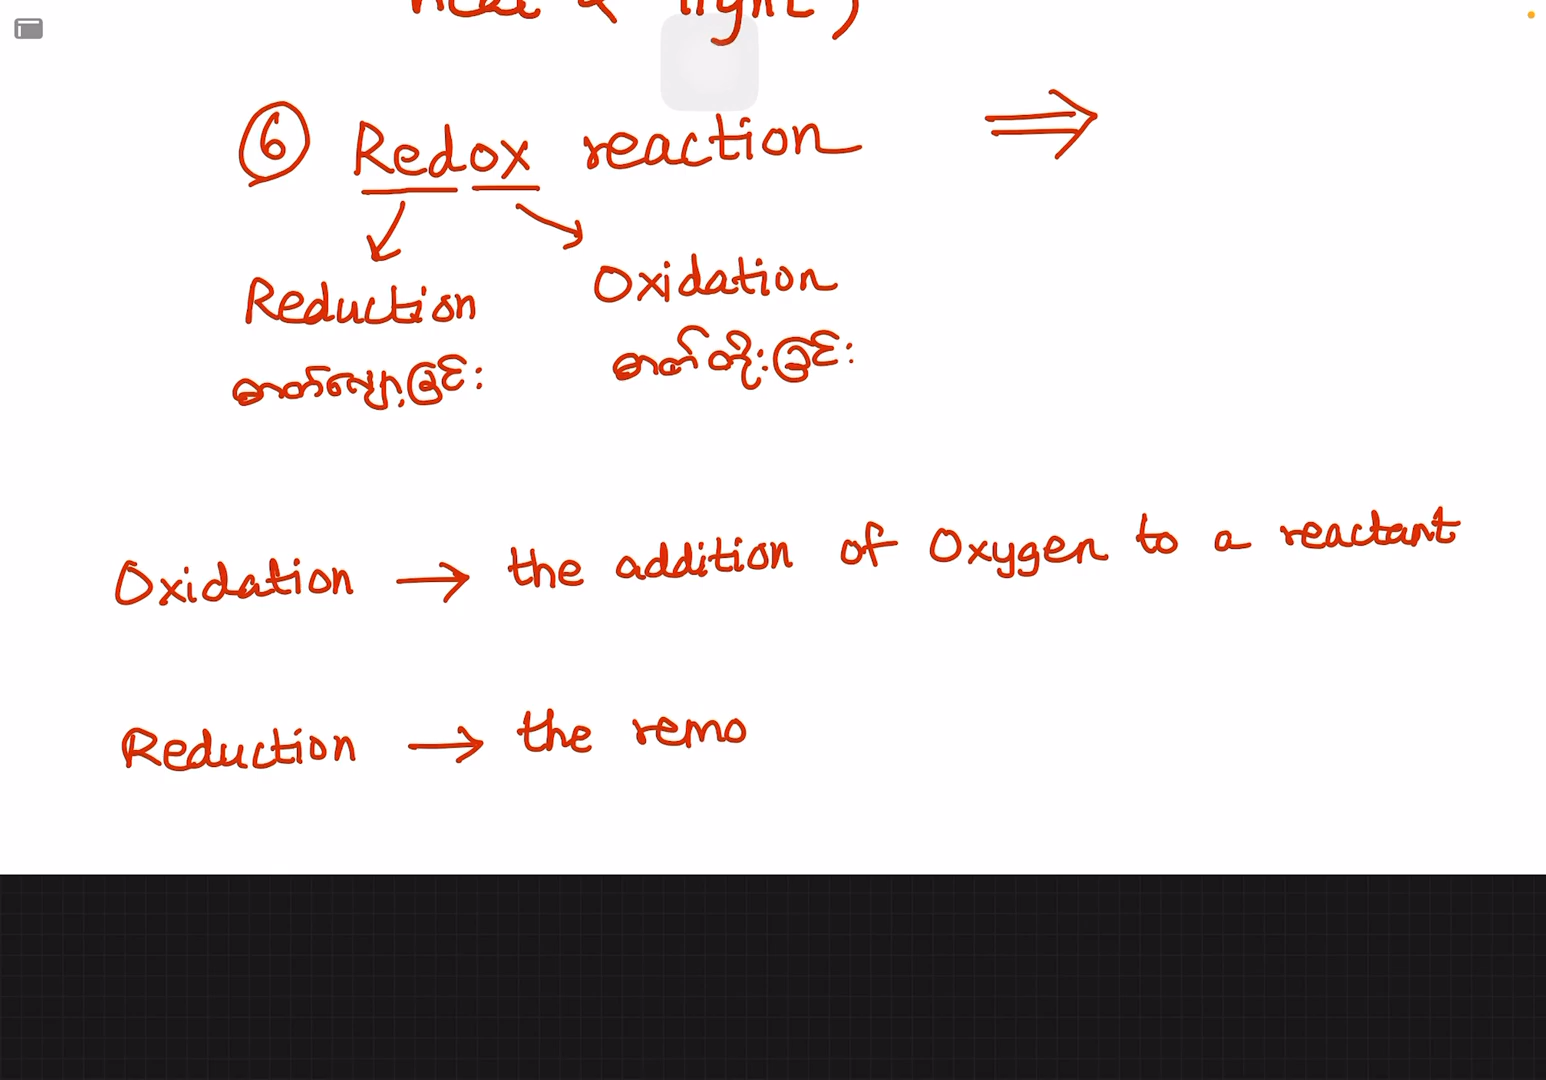 ⑥ Redox reaction ⟹
Reduction Oxidation
ဓာတ်လျော့ခြင်း ဓာတ်တိုးခြင်း
Oxidation → the addition of Oxygen to a reactant
Reduction → the remo